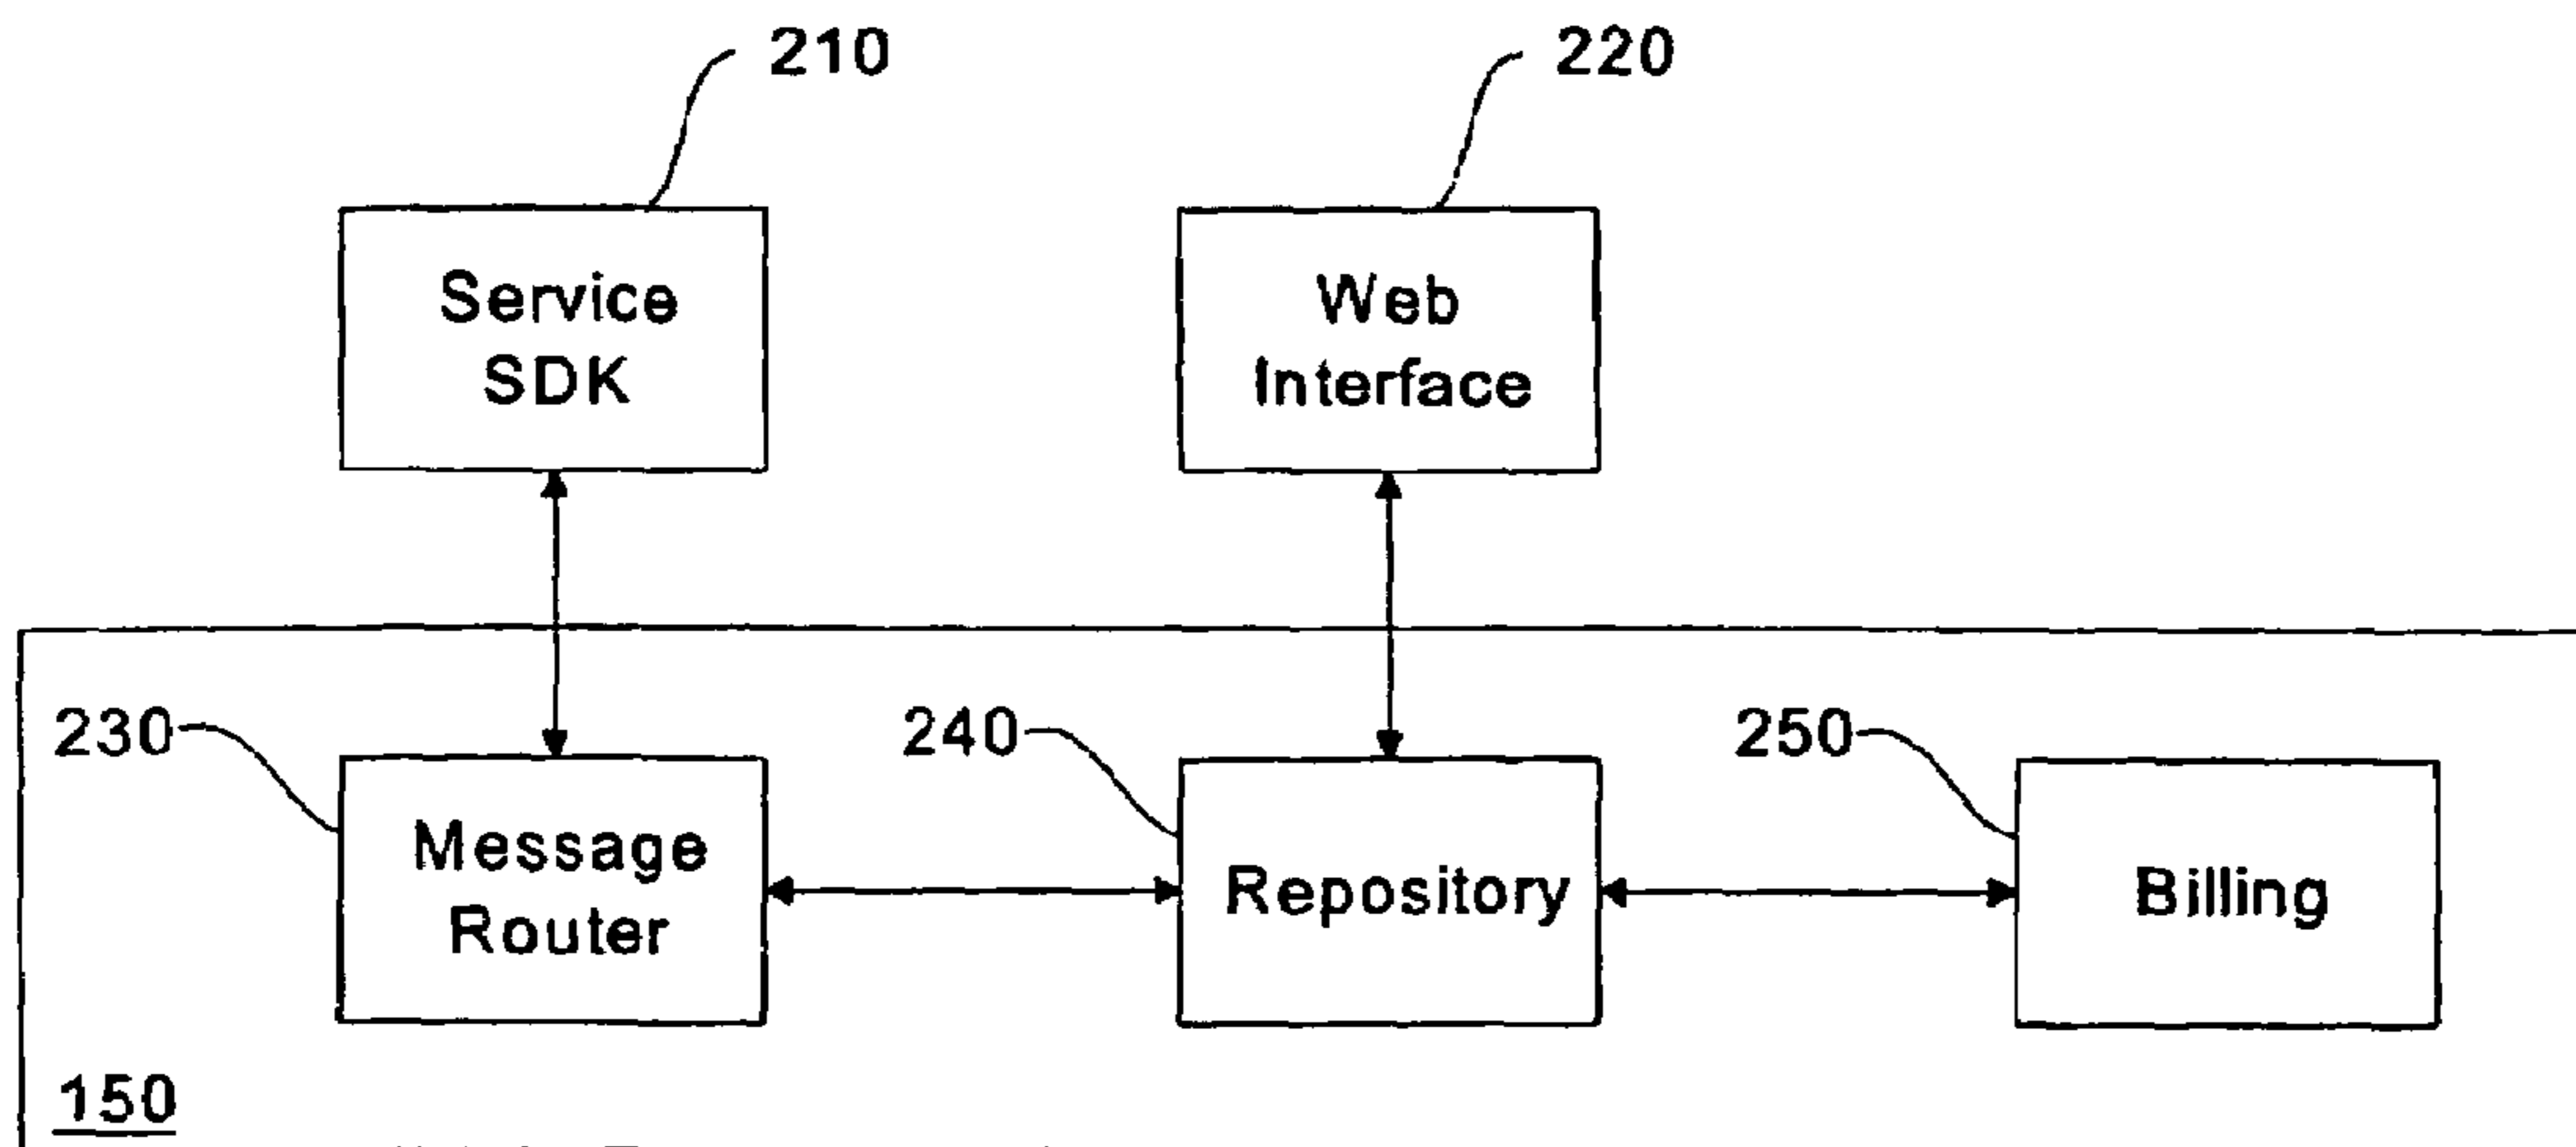 210
220
Service
SDK
Web
Interface
230
240
250
Message
Router
Repository
Billing
150